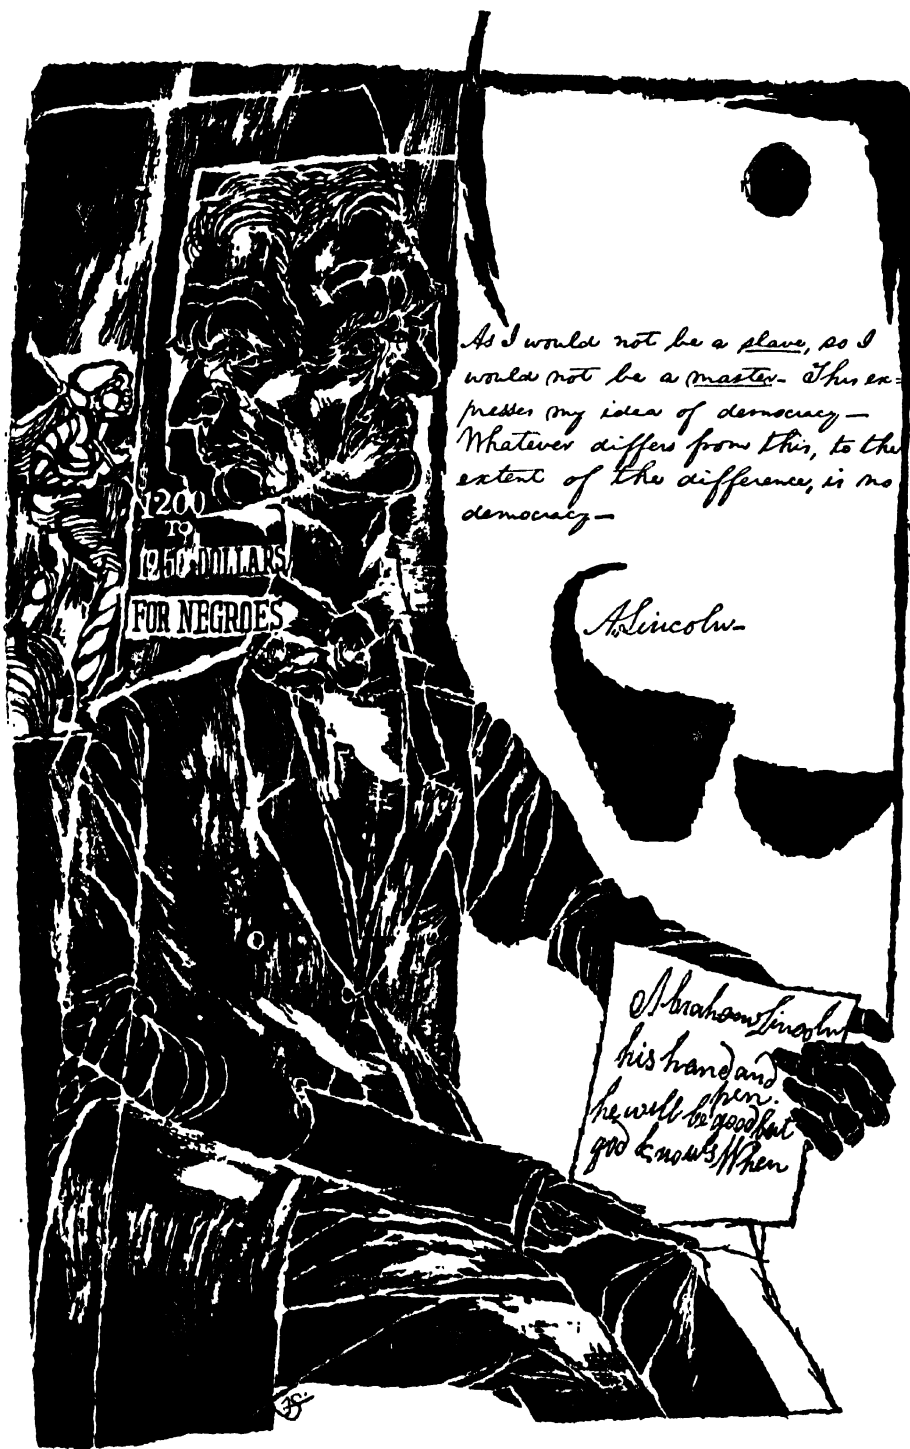 As I would not be a slave, so I
would not be a master- This ex-
presses my idea of democracy—
Whatever differs from this, to the
extent of the difference, is no
democracy—
A. Lincoln-
1200
TO
1250 DOLLARS
FOR NEGROES
Abraham Lincoln
his hand and
pen.
he will be good but
god knows When